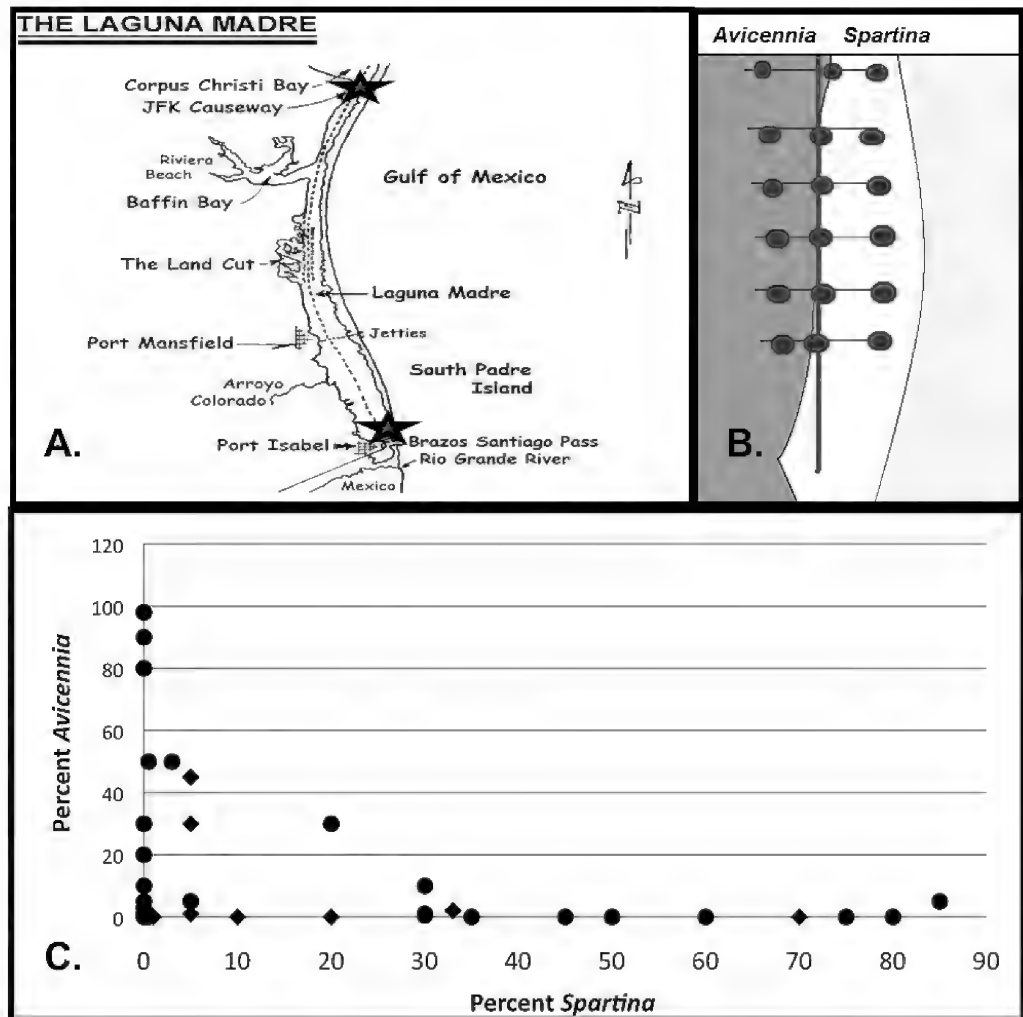 THE LAGUNA MADRE
Corpus Christi Bay
JFK Causeway
Riviera
Beach
Baffin Bay
Gulf of Mexico
N
The Land Cut
Laguna Madre
Port Mansfield
Jetties
South Padre
Island
Arroyo
Colorado
Port Isabel
Brazos Santiago Pass
Rio Grande River
Mexico
A.
Avicennia Spartina
B.
Percent Avicennia
120
100
80
60
40
20
0
0 10 20 30 40 50 60 70 80 90
Percent Spartina
C.